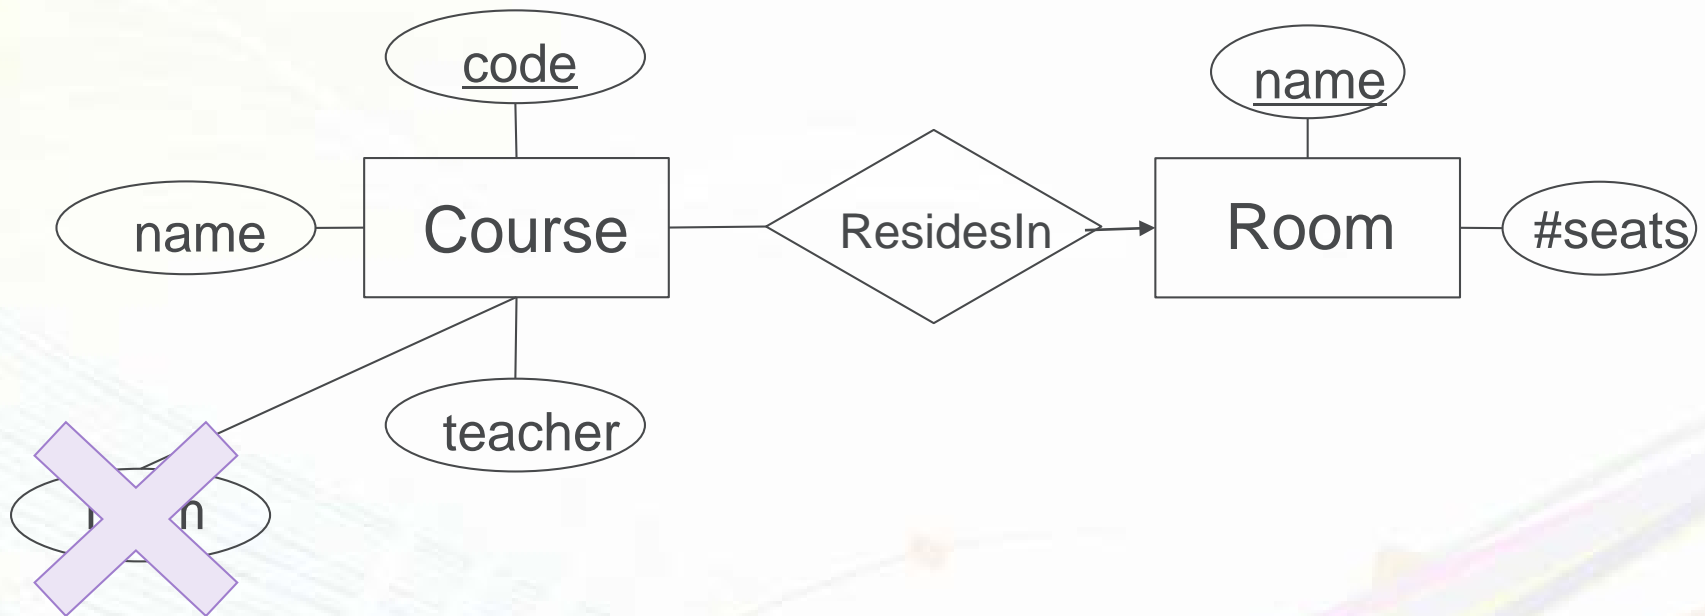 code
name
name
Course
ResidesIn
Room
#seats
teacher